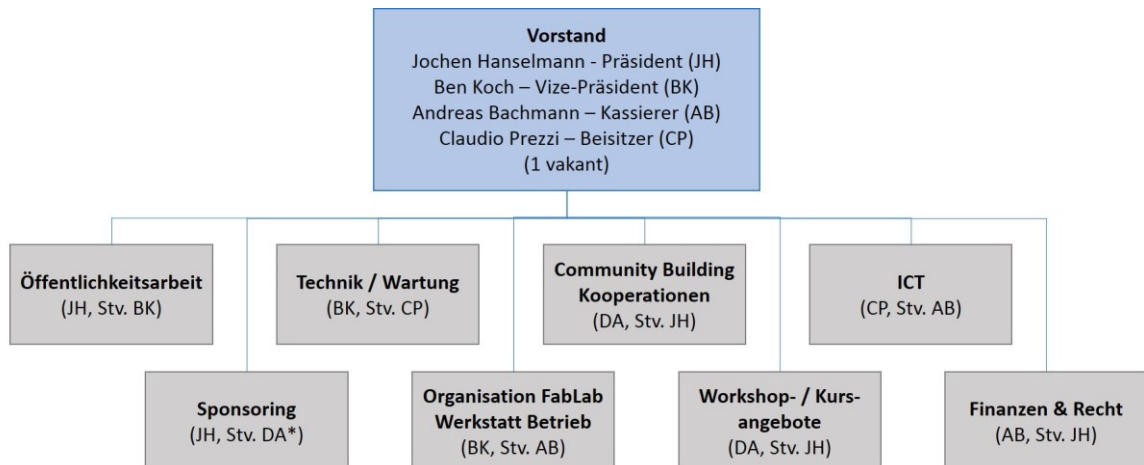 Vorstand
Jochen Hanselmann - Präsident (JH)
Ben Koch – Vize-Präsident (BK)
Andreas Bachmann – Kassierer (AB)
Claudio Prezzi – Beisitzer (CP)
(1 vakant)
Öffentlichkeitsarbeit
(JH, Stv. BK)
Technik / Wartung
(BK, Stv. CP)
Community Building
Kooperationen
(DA, Stv. JH)
ICT
(CP, Stv. AB)
Sponsoring
(JH, Stv. DA*)
Organisation FabLab
Werkstatt Betrieb
(BK, Stv. AB)
Workshop- / Kurs-
angebote
(DA, Stv. JH)
Finanzen & Recht
(AB, Stv. JH)